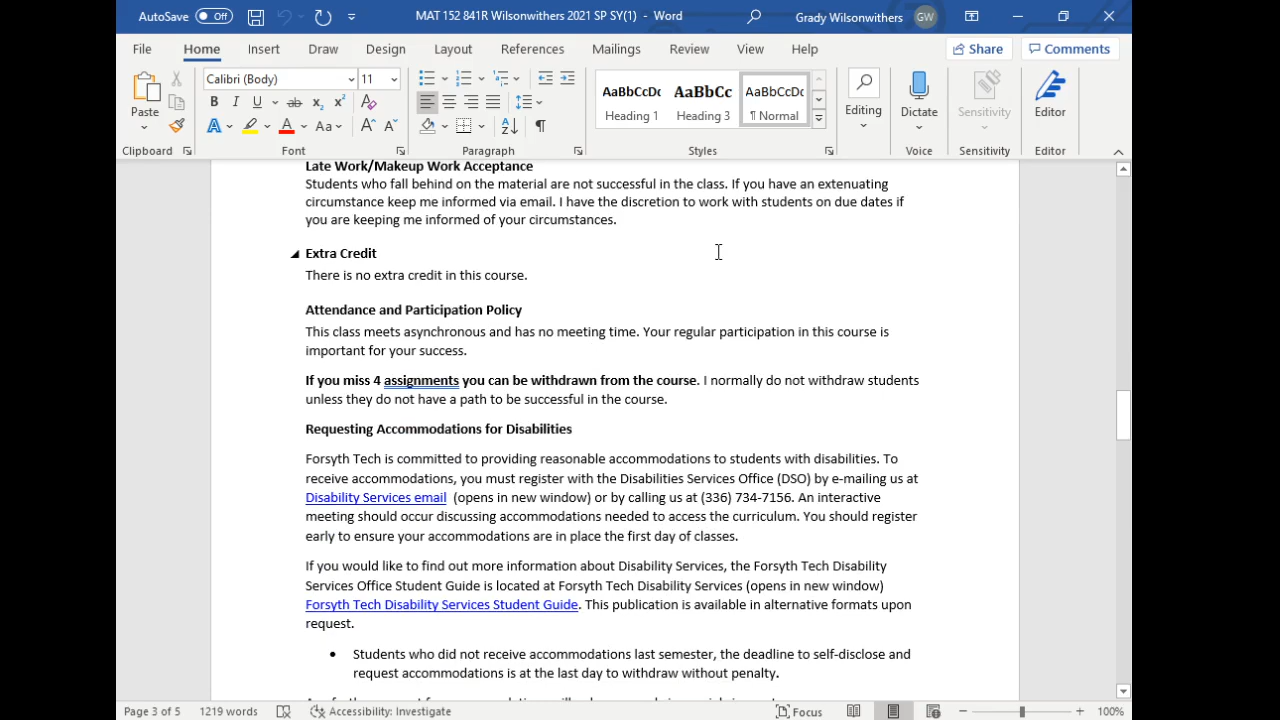 AutoSave Off MAT 152 841R Wilsonwithers 2021 SP SY(1) - Word Grady Wilsonwithers GW
File Home Insert Draw Design Layout References Mailings Review View Help Share Comments
Calibri (Body) 11
AaBbCcDc AaBbCc AaBbCcDc
Paste Heading 1 Heading 3 ¶ Normal Editing Dictate Sensitivity Editor
Clipboard Font Paragraph Styles Voice Sensitivity Editor
Late Work/Makeup Work Acceptance
Students who fall behind on the material are not successful in the class. If you have an extenuating
circumstance keep me informed via email. I have the discretion to work with students on due dates if
you are keeping me informed of your circumstances.
Extra Credit
There is no extra credit in this course.
Attendance and Participation Policy
This class meets asynchronous and has no meeting time. Your regular participation in this course is
important for your success.
If you miss 4 assignments you can be withdrawn from the course. I normally do not withdraw students
unless they do not have a path to be successful in the course.
Requesting Accommodations for Disabilities
Forsyth Tech is committed to providing reasonable accommodations to students with disabilities. To
receive accommodations, you must register with the Disabilities Services Office (DSO) by e-mailing us at
Disability Services email (opens in new window) or by calling us at (336) 734-7156. An interactive
meeting should occur discussing accommodations needed to access the curriculum. You should register
early to ensure your accommodations are in place the first day of classes.
If you would like to find out more information about Disability Services, the Forsyth Tech Disability
Services Office Student Guide is located at Forsyth Tech Disability Services (opens in new window)
Forsyth Tech Disability Services Student Guide. This publication is available in alternative formats upon
request.
• Students who did not receive accommodations last semester, the deadline to self-disclose and
request accommodations is at the last day to withdraw without penalty.
Page 3 of 5 1219 words Accessibility: Investigate Focus 100%